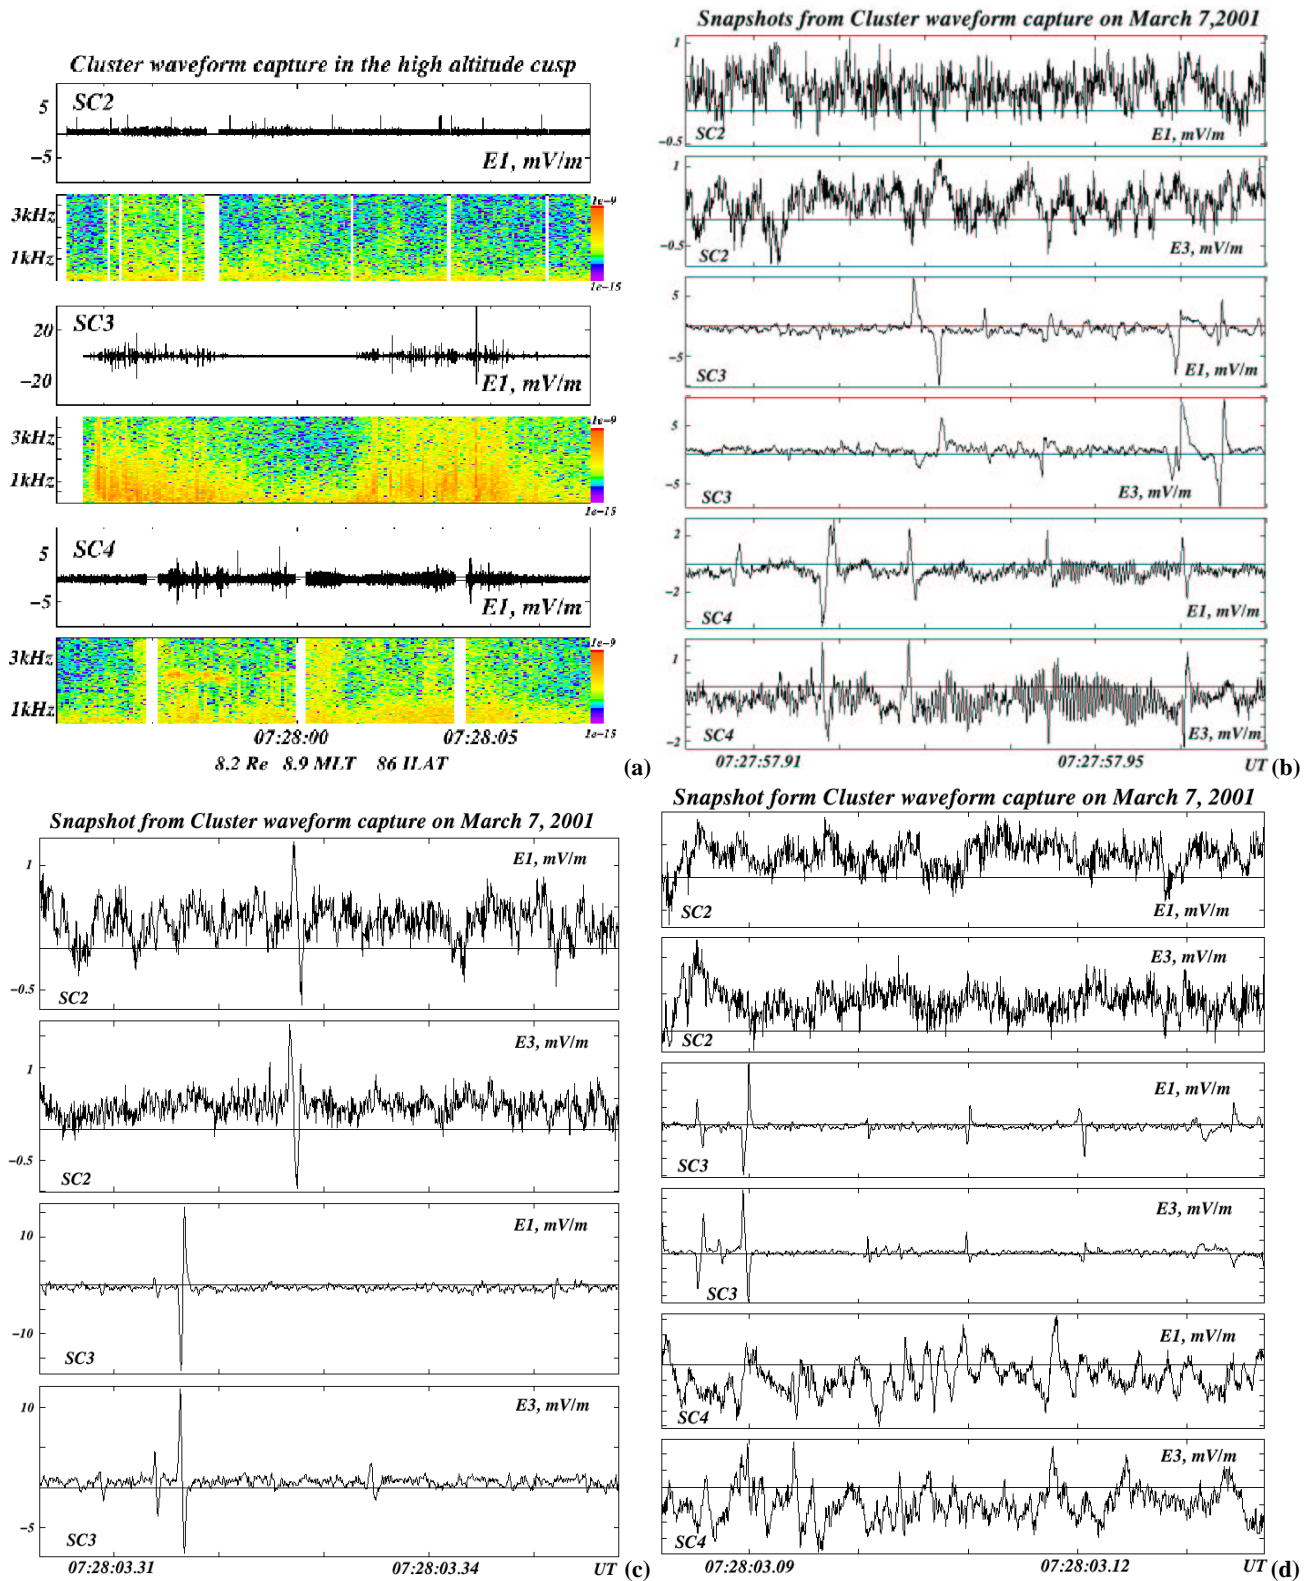 Cluster waveform capture in the high altitude cusp
SC2
5
−5
E1, mV/m
3kHz
1kHz
1e−9
1e−15
SC3
20
−20
E1, mV/m
3kHz
1kHz
1e−9
1e−15
SC4
5
−5
E1, mV/m
3kHz
1kHz
1e−9
1e−15
07:28:00 07:28:05
8.2 Re 8.9 MLT 86 ILAT
(a)
Snapshots from Cluster waveform capture on March 7,2001
1
−0.5
SC2
E1, mV/m
1
−0.5
SC2
E3, mV/m
5
−5
SC3
E1, mV/m
5
−5
SC3
E3, mV/m
2
−2
SC4
E1, mV/m
1
−2
SC4
E3, mV/m
07:27:57.91 07:27:57.95 UT
(b)
Snapshot from Cluster waveform capture on March 7, 2001
E1, mV/m
1
−0.5
SC2
E3, mV/m
1
−0.5
SC2
E1, mV/m
10
−10
SC3
E3, mV/m
10
−5
SC3
07:28:03.31 07:28:03.34 UT
(c)
Snapshot form Cluster waveform capture on March 7, 2001
SC2
E1, mV/m
E3, mV/m
SC2
E1, mV/m
SC3
E3, mV/m
SC3
E1, mV/m
SC4
E3, mV/m
SC4
07:28:03.09 07:28:03.12 UT
(d)